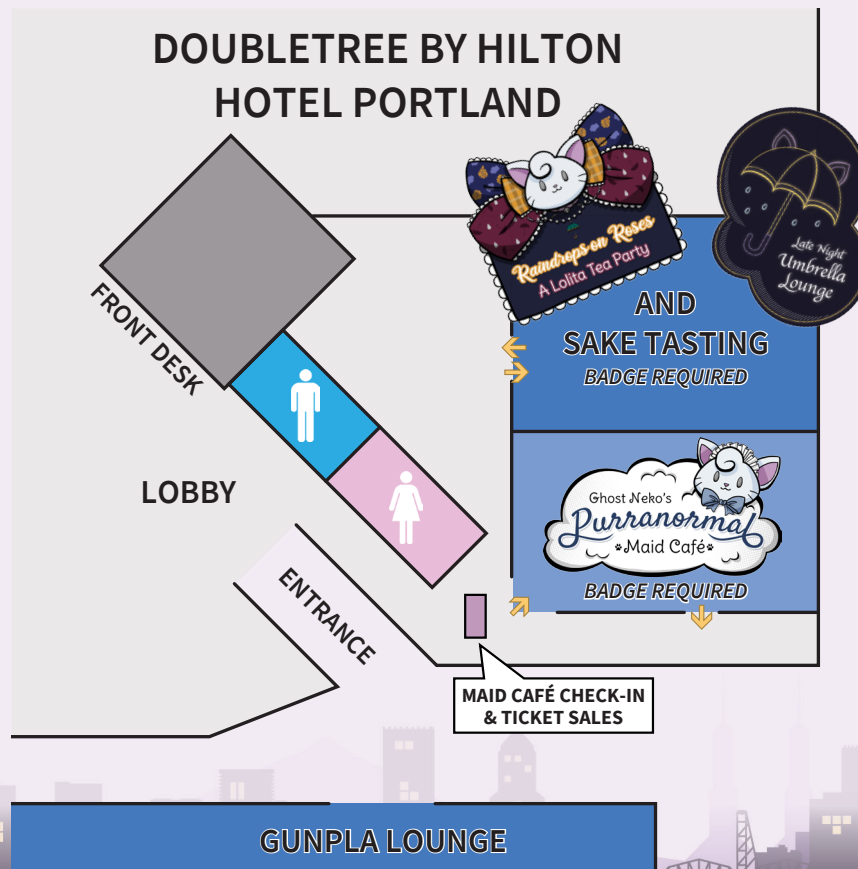 DOUBLETREE BY HILTON
HOTEL PORTLAND
Raindrops on Roses
A Lolita Tea Party
Late Night
Umbrella
Lounge
AND
SAKE TASTING
BADGE REQUIRED
FRONT DESK
LOBBY
Ghost Neko's
Purranormal
Maid Café
BADGE REQUIRED
ENTRANCE
MAID CAFÉ CHECK-IN
& TICKET SALES
GUNPLA LOUNGE